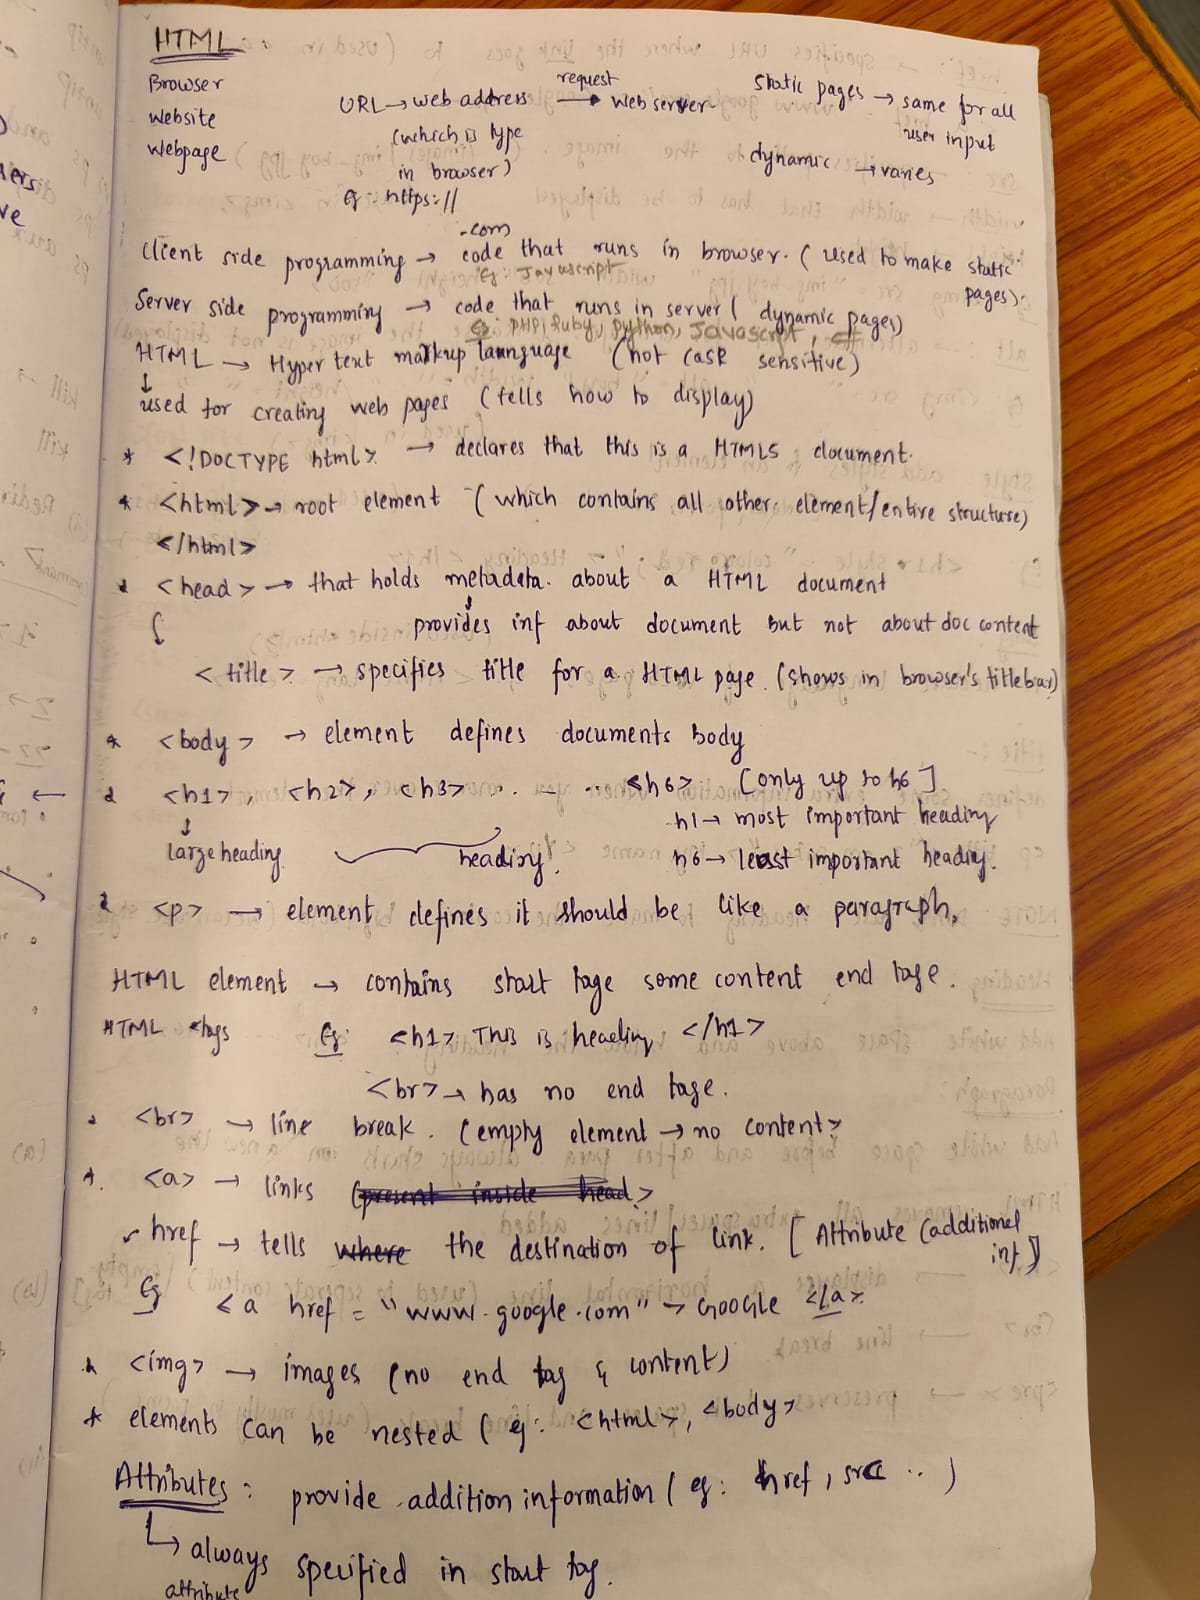 HTML :
Browser
website
webpage
URL → web address request → web server
(which is type
in browser)
Eg: https://
.com
static pages → same for all
user input
dynamic → varies
Client side programming → code that runs in browser. ( used to make static
pages).
Eg: Javascript
Server side programming → code that runs in server ( dynamic pages)
Eg: PHP, Ruby, python, Javascript, c#
HTML → Hyper text markup lannguage (not case sensitive)
↓
used for creating web pages (tells how to display)
* <!DOCTYPE html> → declares that this is a HTML5 document.
* <html> → root element (which contains all other element/entire structure)
</html>
* <head> → that holds metadata. about a HTML document
↓
provides inf about document but not about doc content
<title> → specifies title for a HTML page. (shows in browser's titlebar)
* <body> → element defines documents body
* <h1>, <h2>, <h3> ... - .. <h6> [only up to h6]
↓
large heading heading.
h1 → most important heading
h6 → least important heading.
* <p> → element defines it should be like a paragraph.
HTML element → contains start tage some content end tage.
HTML tags Eg: <h1> This is heading </h1>
<br> → has no end tage.
* <br> → line break. (empty element → no content>
* <a> → links (present inside head>
href → tells where the destination of link. [Attribute (additionel
inf)]
Eg <a href = "www.google.com" > Google </a>
* <img> → images (no end tag & content)
* elements can be nested ( eg: <html>, <body>
Attributes : provide addition information ( eg: href, src .. )
↳ always specified in start tag.
attribute